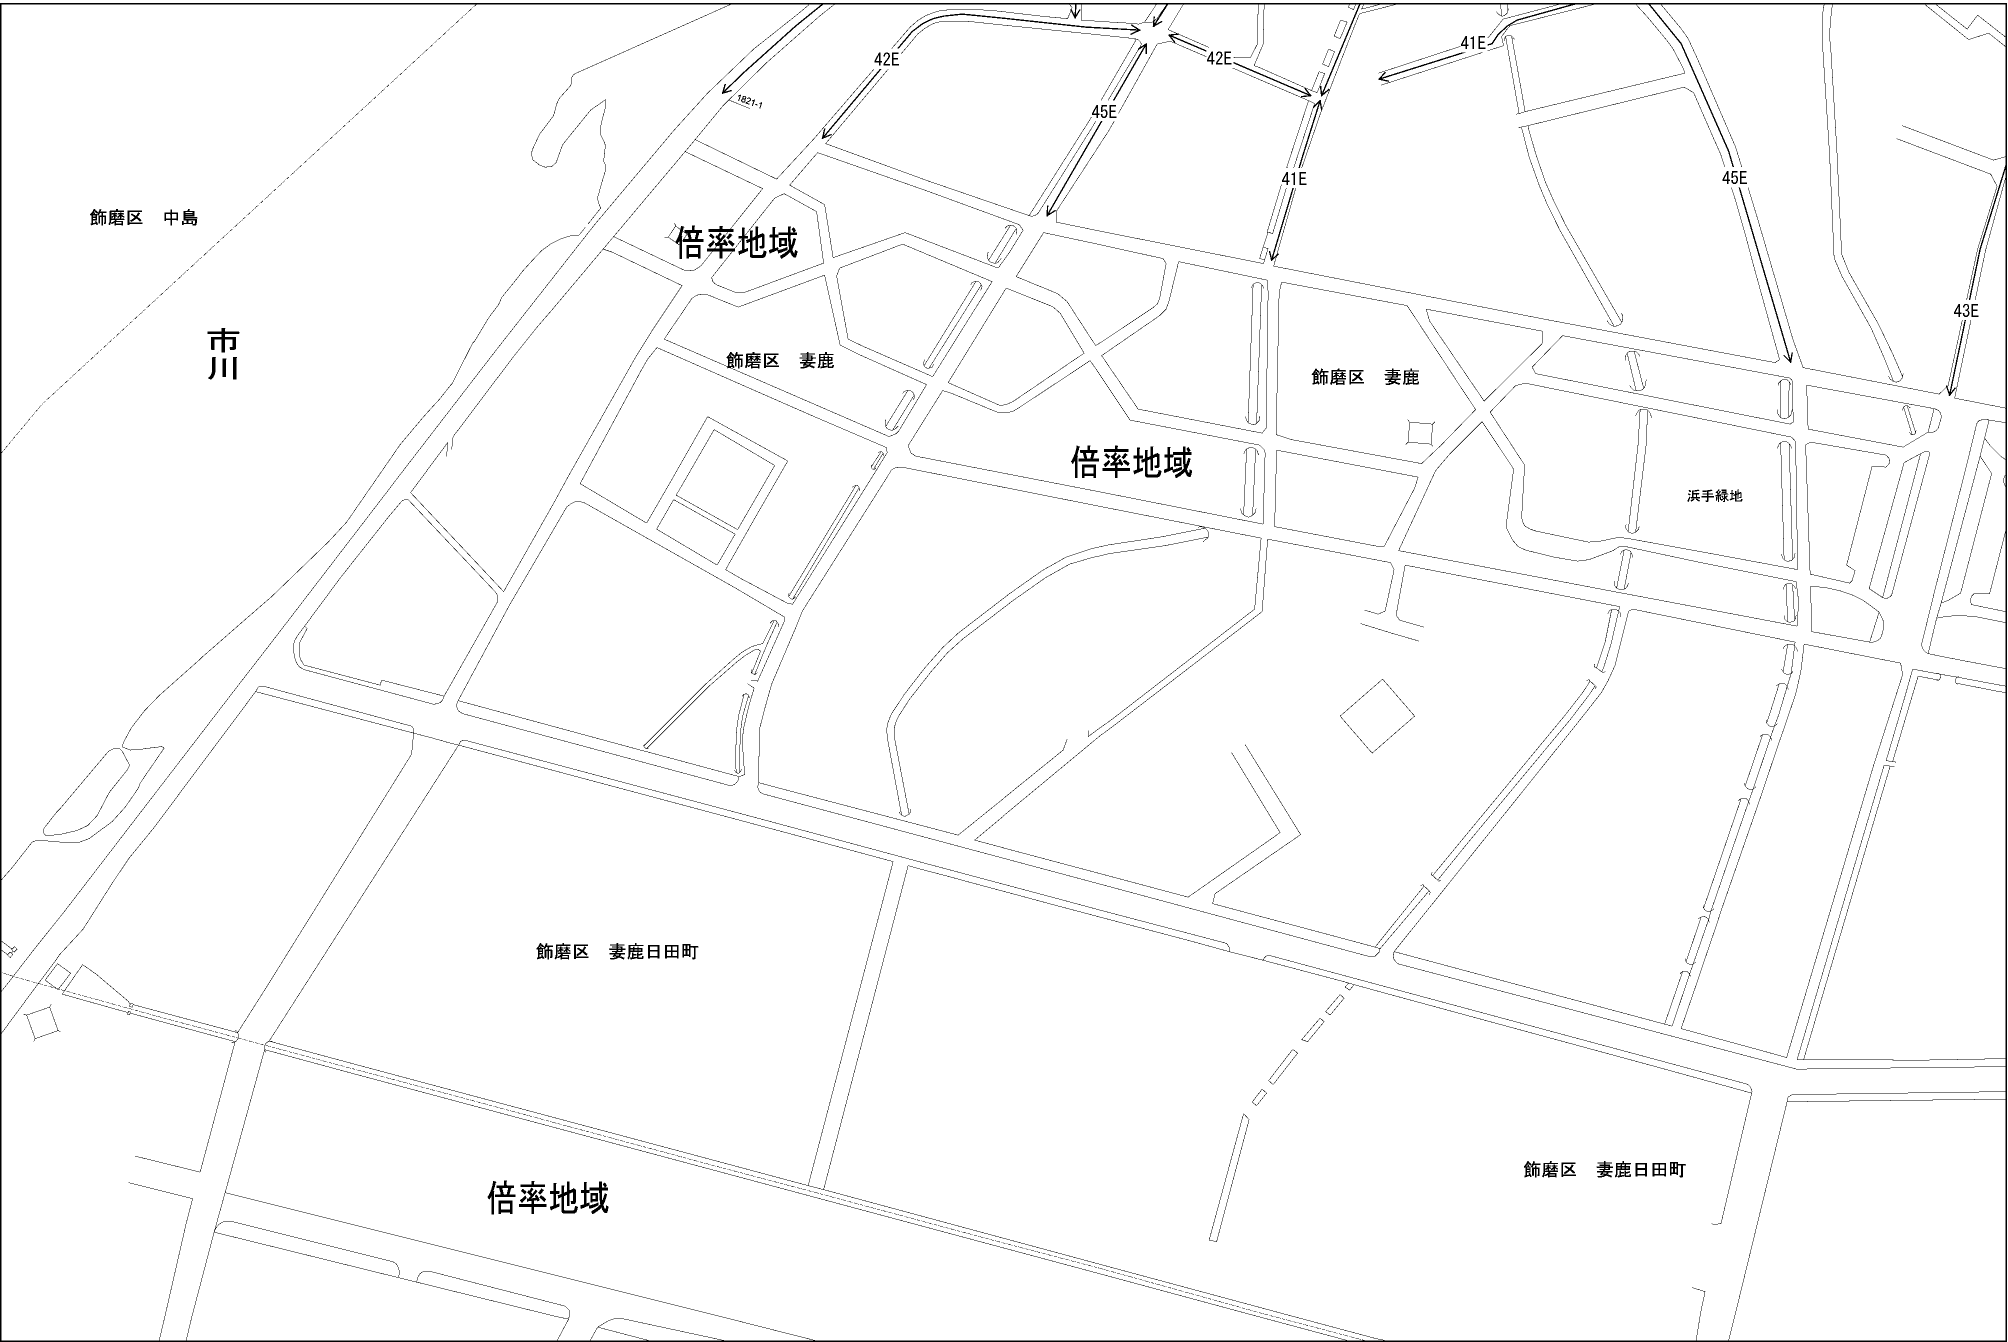 41E
42E
42E
1821-1
45E
45E
41E
飾磨区　中島
倍率地域
43E
市川
飾磨区　妻鹿
飾磨区　妻鹿
倍率地域
浜手緑地
飾磨区　妻鹿日田町
飾磨区　妻鹿日田町
倍率地域